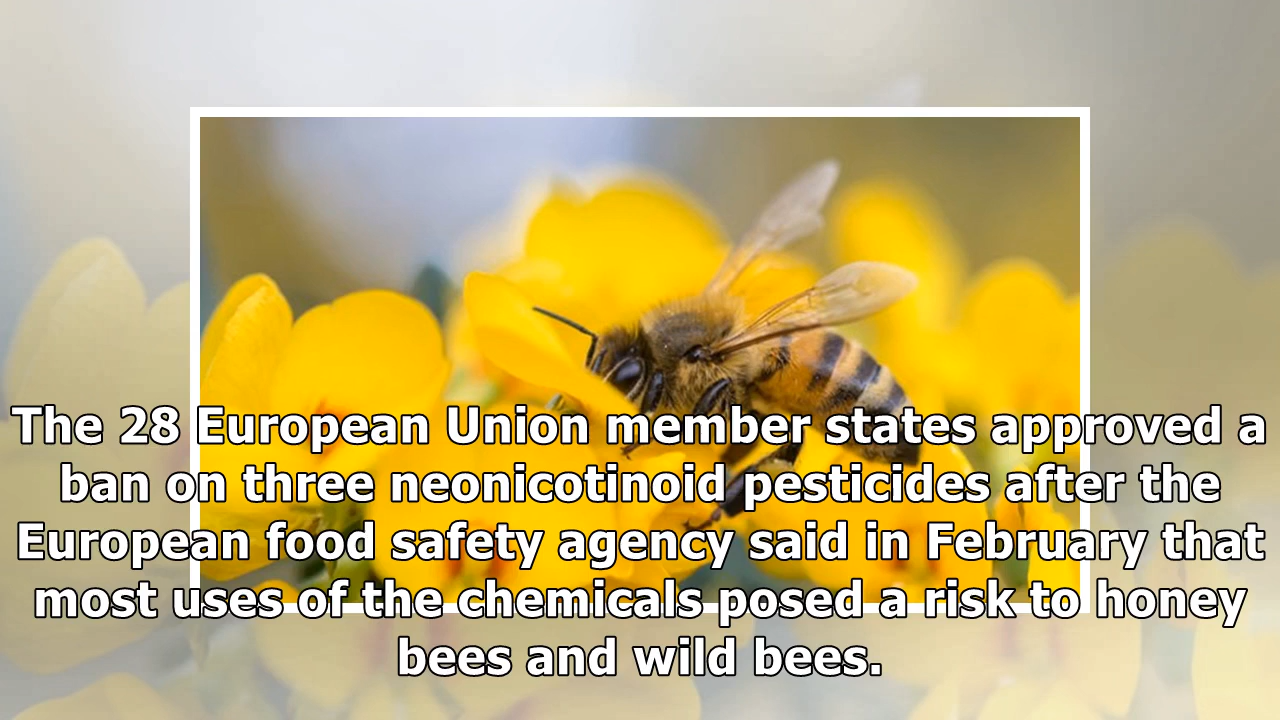 The 28 European Union member states approved a
ban on three neonicotinoid pesticides after the
European food safety agency said in February that
most uses of the chemicals posed a risk to honey
bees and wild bees.